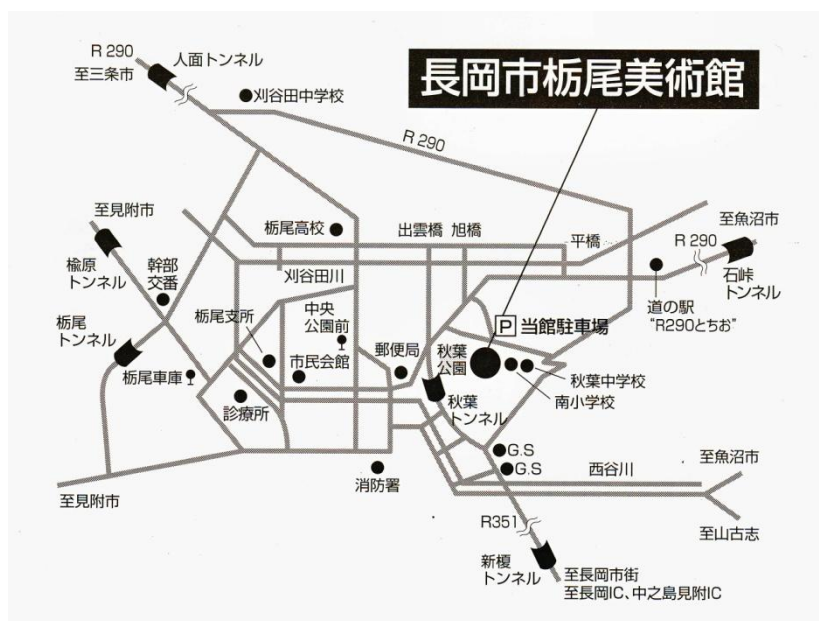 長岡市栃尾美術館
R 290
至三条市
人面トンネル
刈谷田中学校
R 290
至見附市
楡原
トンネル
幹部
交番
栃尾高校
出雲橋
旭橋
平橋
至魚沼市
R 290
石峠
トンネル
刈谷田川
道の駅
“R290とちお”
栃尾
トンネル
栃尾支所
中央
公園前
P 当館駐車場
郵便局
秋葉
公園
市民会館
栃尾車庫
秋葉中学校
南小学校
診療所
秋葉
トンネル
G.S
G.S
消防署
西谷川
至魚沼市
至見附市
R351
至山古志
新榎
トンネル
至長岡市街
至長岡IC、中之島見附IC